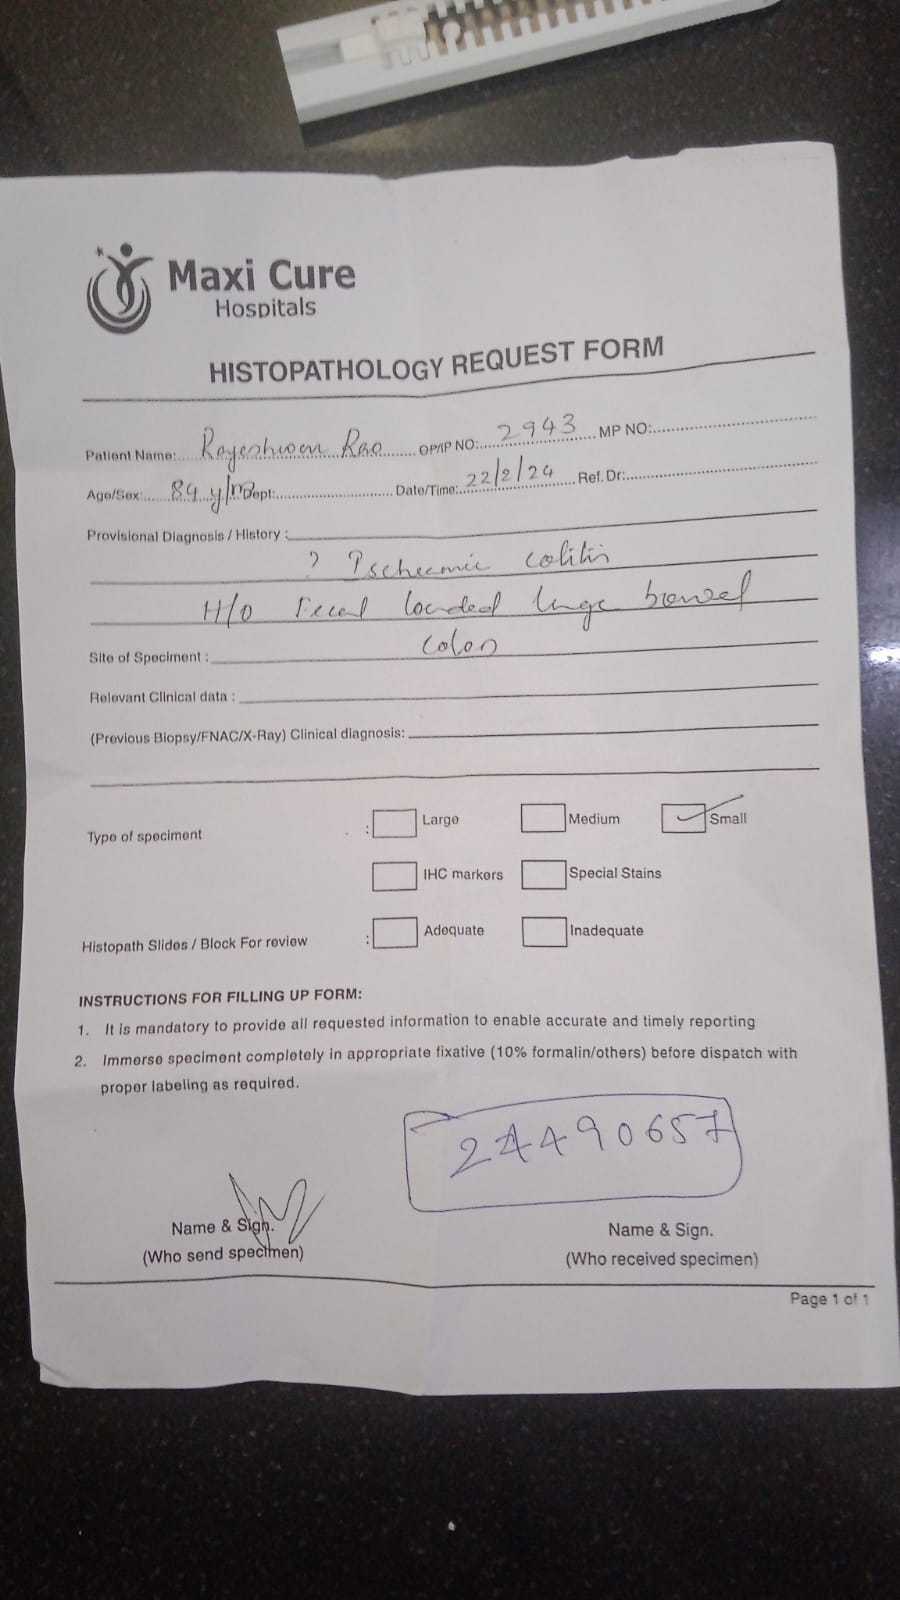 Maxi Cure
Hospitals
HISTOPATHOLOGY REQUEST FORM
Patient Name: Rajeshwar Rao OP/IP NO: 2943 MP NO:
Age/Sex: 89 y/M Dept: Date/Time: 22/2/24 Ref. Dr:
Provisional Diagnosis / History :
? Ischeamic colitis
H/O Fecal loaded large bowel
Site of Speciment : Colon
Relevant Clinical data :
(Previous Biopsy/FNAC/X-Ray) Clinical diagnosis:
Type of speciment : Large Medium Small
IHC markers Special Stains
Histopath Slides / Block For review : Adequate Inadequate
INSTRUCTIONS FOR FILLING UP FORM:
1. It is mandatory to provide all requested information to enable accurate and timely reporting
2. Immerse speciment completely in appropriate fixative (10% formalin/others) before dispatch with
proper labeling as required.
24490657
Name & Sign. Name & Sign.
(Who send specimen) (Who received specimen)
Page 1 of 1